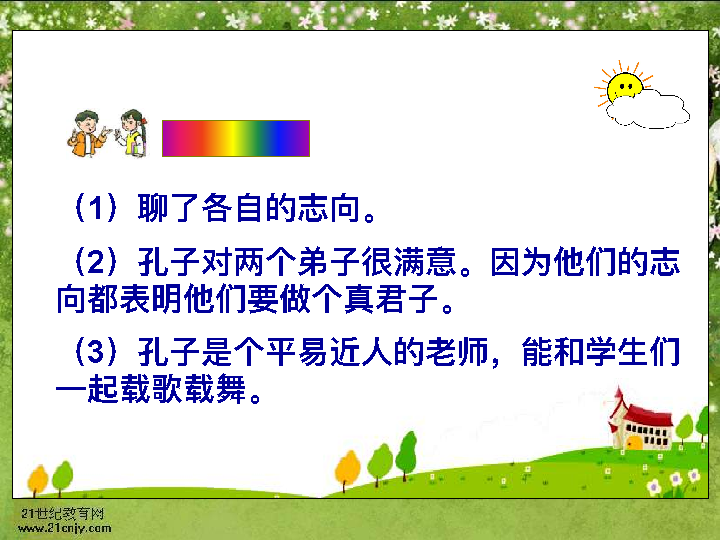 （1）聊了各自的志向。
（2）孔子对两个弟子很满意。因为他们的志
向都表明他们要做个真君子。
（3）孔子是个平易近人的老师，能和学生们
一起载歌载舞。
21世纪教育网
www.21cnjy.com